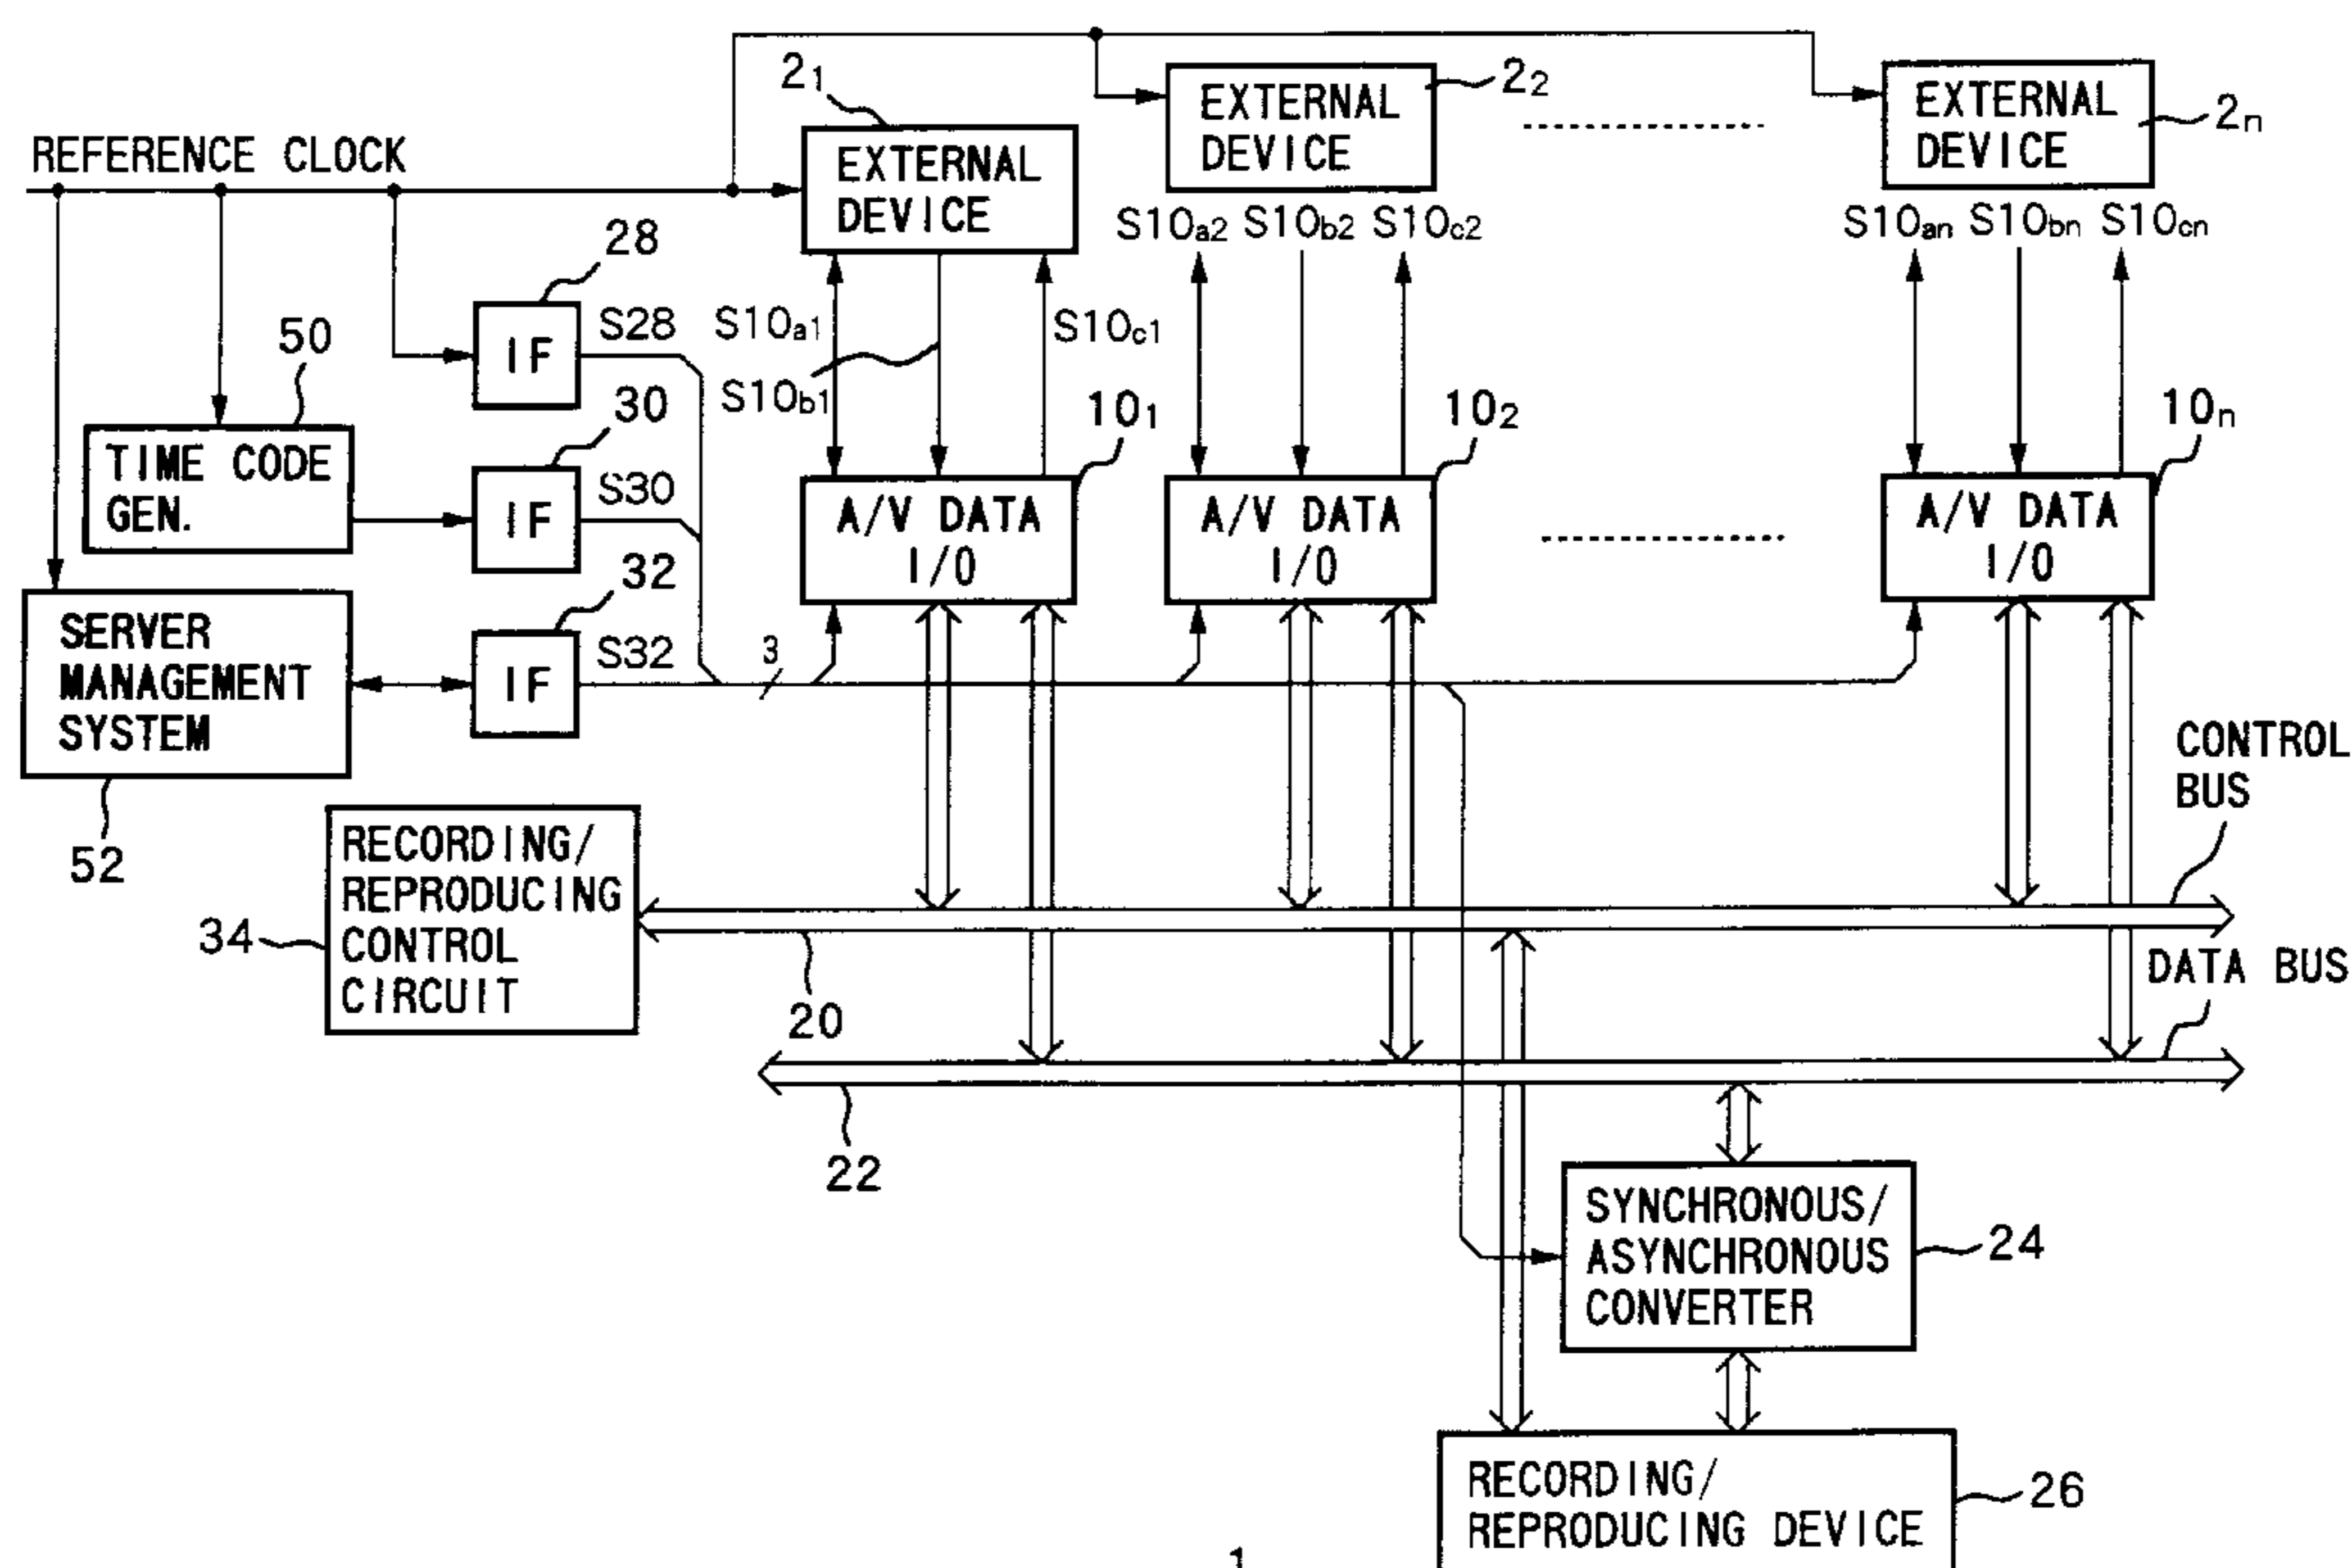 2₁
EXTERNAL
DEVICE
2₂
EXTERNAL
DEVICE
2ₙ
REFERENCE CLOCK
EXTERNAL
DEVICE
S10a2 S10b2 S10c2
S10an S10bn S10cn
28
IF
S28
S10a1
S10c1
S10b1
50
TIME CODE
GEN.
30
IF
S30
10₁
A/V DATA
I/O
10₂
A/V DATA
I/O
10ₙ
A/V DATA
I/O
32
IF
S32
3
SERVER
MANAGEMENT
SYSTEM
52
CONTROL
BUS
RECORDING/
REPRODUCING
CONTROL
CIRCUIT
34
20
DATA BUS
22
SYNCHRONOUS/
ASYNCHRONOUS
CONVERTER
24
RECORDING/
REPRODUCING DEVICE
26
1